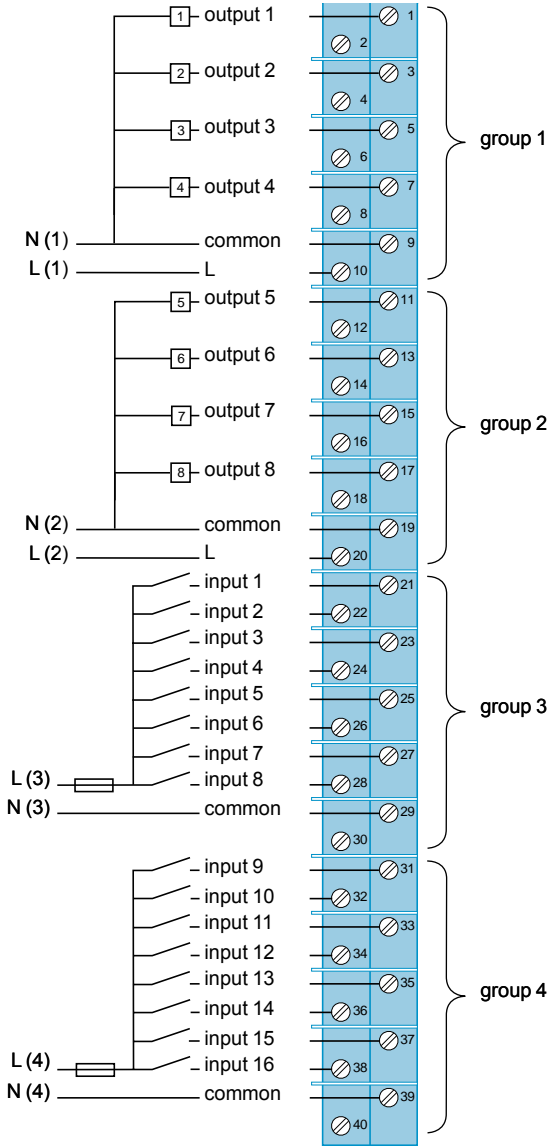 1 output 1 1
2
2 output 2 3
4
3 output 3 5
group 1
6
4 output 4 7
8
N (1) common 9
L (1) L 10
5 output 5 11
12
6 output 6 13
14
7 output 7 15
group 2
16
8 output 8 17
18
N (2) common 19
L (2) L 20
input 1 21
input 2 22
input 3 23
input 4 24
input 5 25
group 3
input 6 26
input 7 27
L (3) input 8 28
N (3) common 29
30
input 9 31
input 10 32
input 11 33
input 12 34
input 13 35
group 4
input 14 36
input 15 37
L (4) input 16 38
N (4) common 39
40